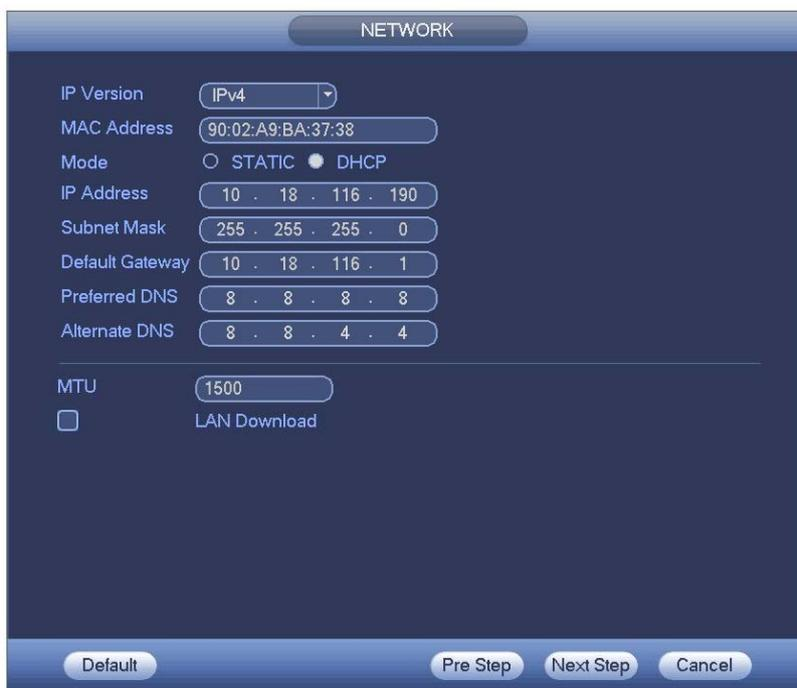 NETWORK
IP Version IPv4
MAC Address 90:02:A9:BA:37:38
Mode STATIC DHCP
IP Address 10 . 18 . 116 . 190
Subnet Mask 255 . 255 . 255 . 0
Default Gateway 10 . 18 . 116 . 1
Preferred DNS 8 . 8 . 8 . 8
Alternate DNS 8 . 8 . 4 . 4
MTU 1500
LAN Download
Default Pre Step Next Step Cancel